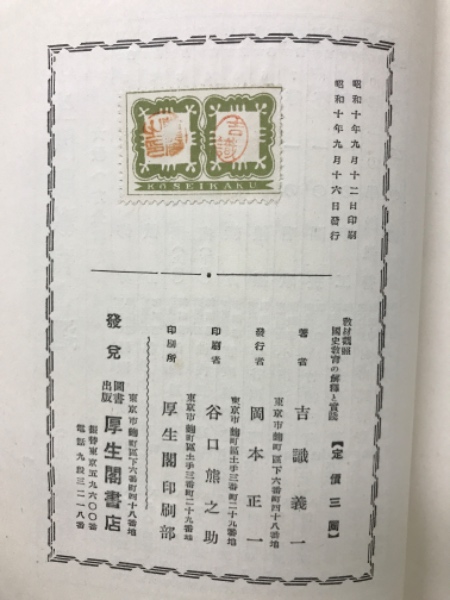 昭和十年九月十二日印刷
昭和十年九月十六日發行
吉識
KŌSEIKAKU
國史教育の解釋と實踐
【定價三圓】
著者 吉識義一
東京市麴町區下六番町四十八番地
發行者 岡本正一
東京市麴町區土手三番町二十九番地
印刷者 谷口熊之助
東京市麴町區土手三番町二十九番地
印刷所 厚生閣印刷部
發兌
東京市麴町區下六番町四十八番地
圖書出版 厚生閣書店
振替東京五九六〇〇番
電話九段三二一八番